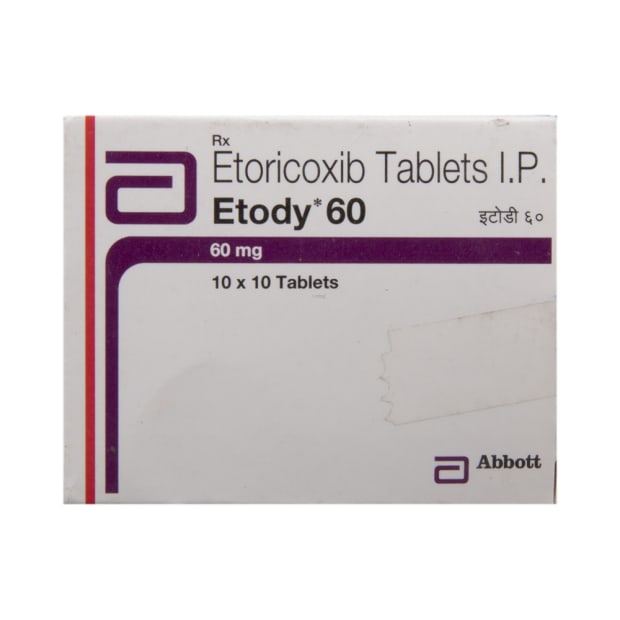 Rx
Etoricoxib Tablets I.P.
Etody* 60
इटोडी ६०
60 mg
10 x 10 Tablets
Abbott